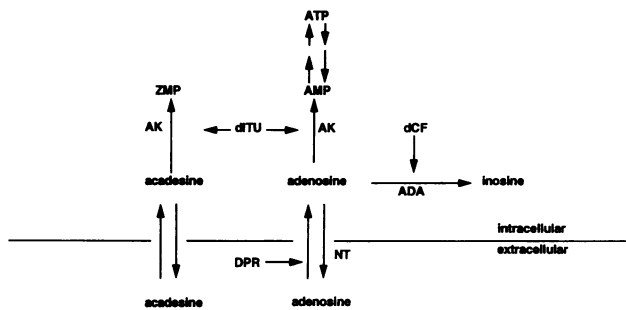 ATP
ZMP
AMP
AK
dITU
AK
dCF
acadesine
adenosine
inosine
ADA
intracellular
extracellular
DPR
NT
acadesine
adenosine